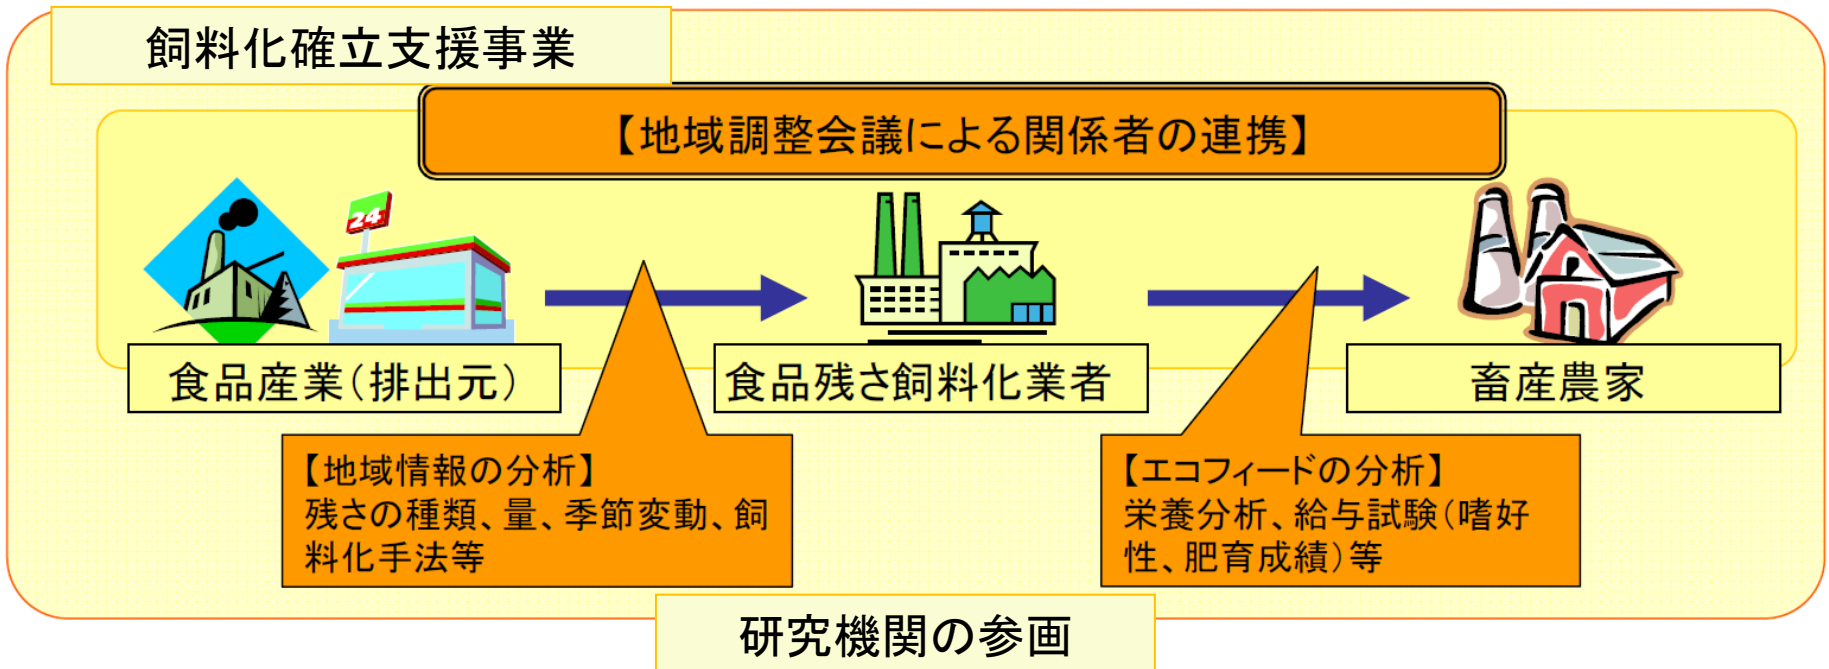 飼料化確立支援事業
【地域調整会議による関係者の連携】
24
食品産業(排出元)
食品残さ飼料化業者
畜産農家
【地域情報の分析】
残さの種類、量、季節変動、飼
料化手法等
【エコフィードの分析】
栄養分析、給与試験(嗜好
性、肥育成績)等
研究機関の参画